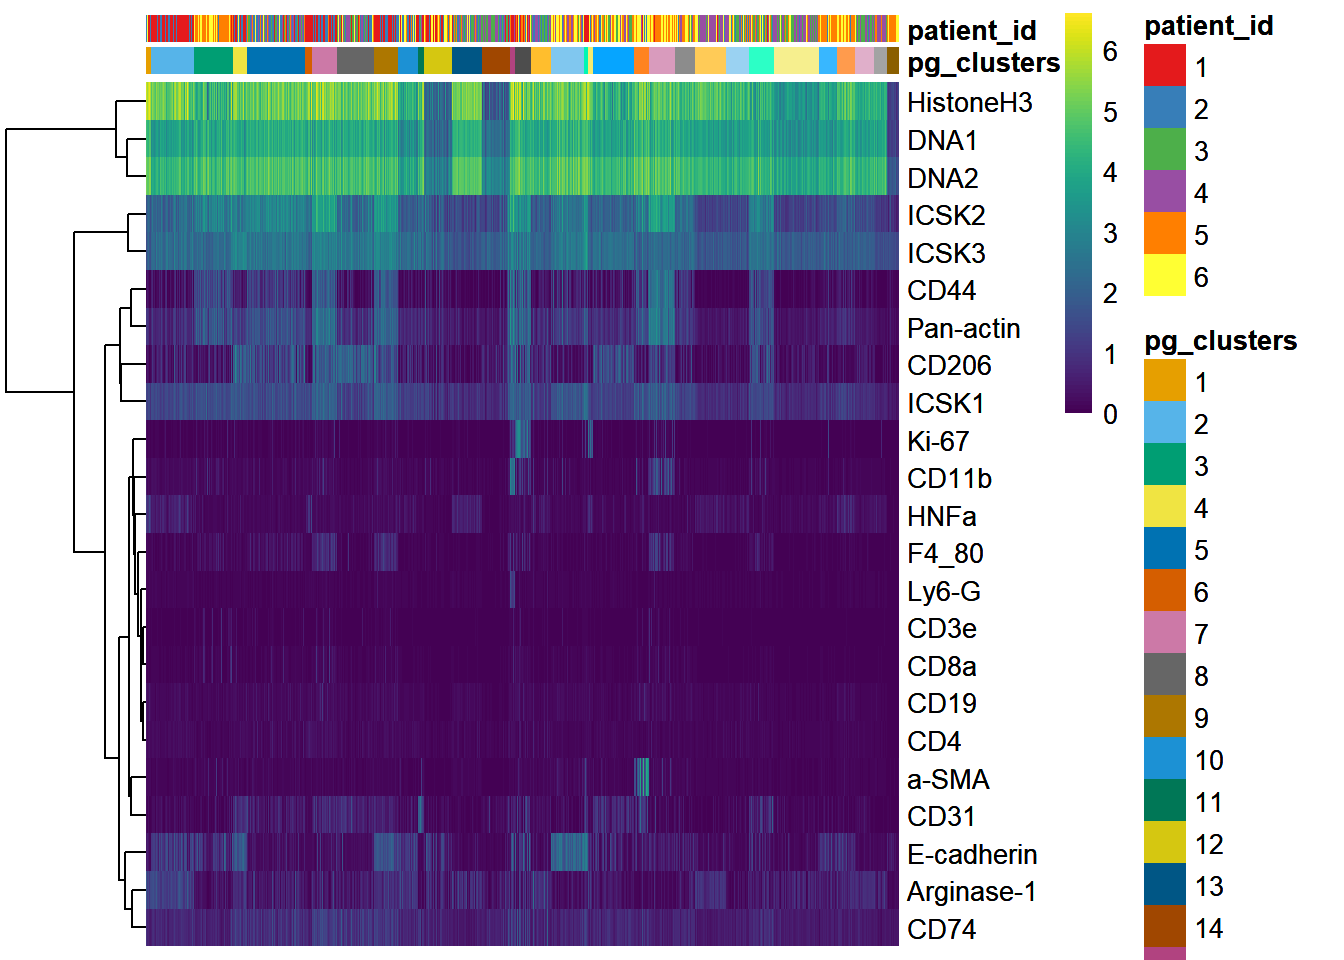 patient_id
pg_clusters
HistoneH3
DNA1
DNA2
ICSK2
ICSK3
CD44
Pan-actin
CD206
ICSK1
Ki-67
CD11b
HNFa
F4_80
Ly6-G
CD3e
CD8a
CD19
CD4
a-SMA
CD31
E-cadherin
Arginase-1
CD74
6
5
4
3
2
1
0
patient_id
1
2
3
4
5
6
pg_clusters
1
2
3
4
5
6
7
8
9
10
11
12
13
14